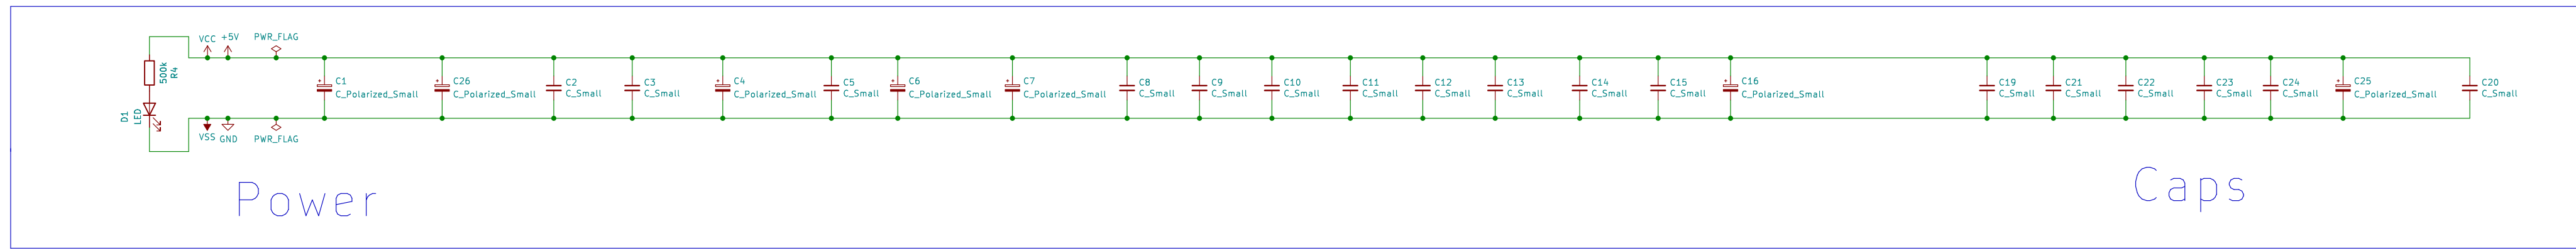 VCC
+5V
PWR_FLAG
500k
R4
D1
LED
VSS
GND
PWR_FLAG
C1
C_Polarized_Small
C26
C_Polarized_Small
C2
C_Small
C3
C_Small
C4
C_Polarized_Small
C5
C_Small
C6
C_Polarized_Small
C7
C_Polarized_Small
C8
C_Small
C9
C_Small
C10
C_Small
C11
C_Small
C12
C_Small
C13
C_Small
C14
C_Small
C15
C_Small
C16
C_Polarized_Small
C19
C_Small
C21
C_Small
C22
C_Small
C23
C_Small
C24
C_Small
C25
C_Polarized_Small
C20
C_Small
Power
Caps